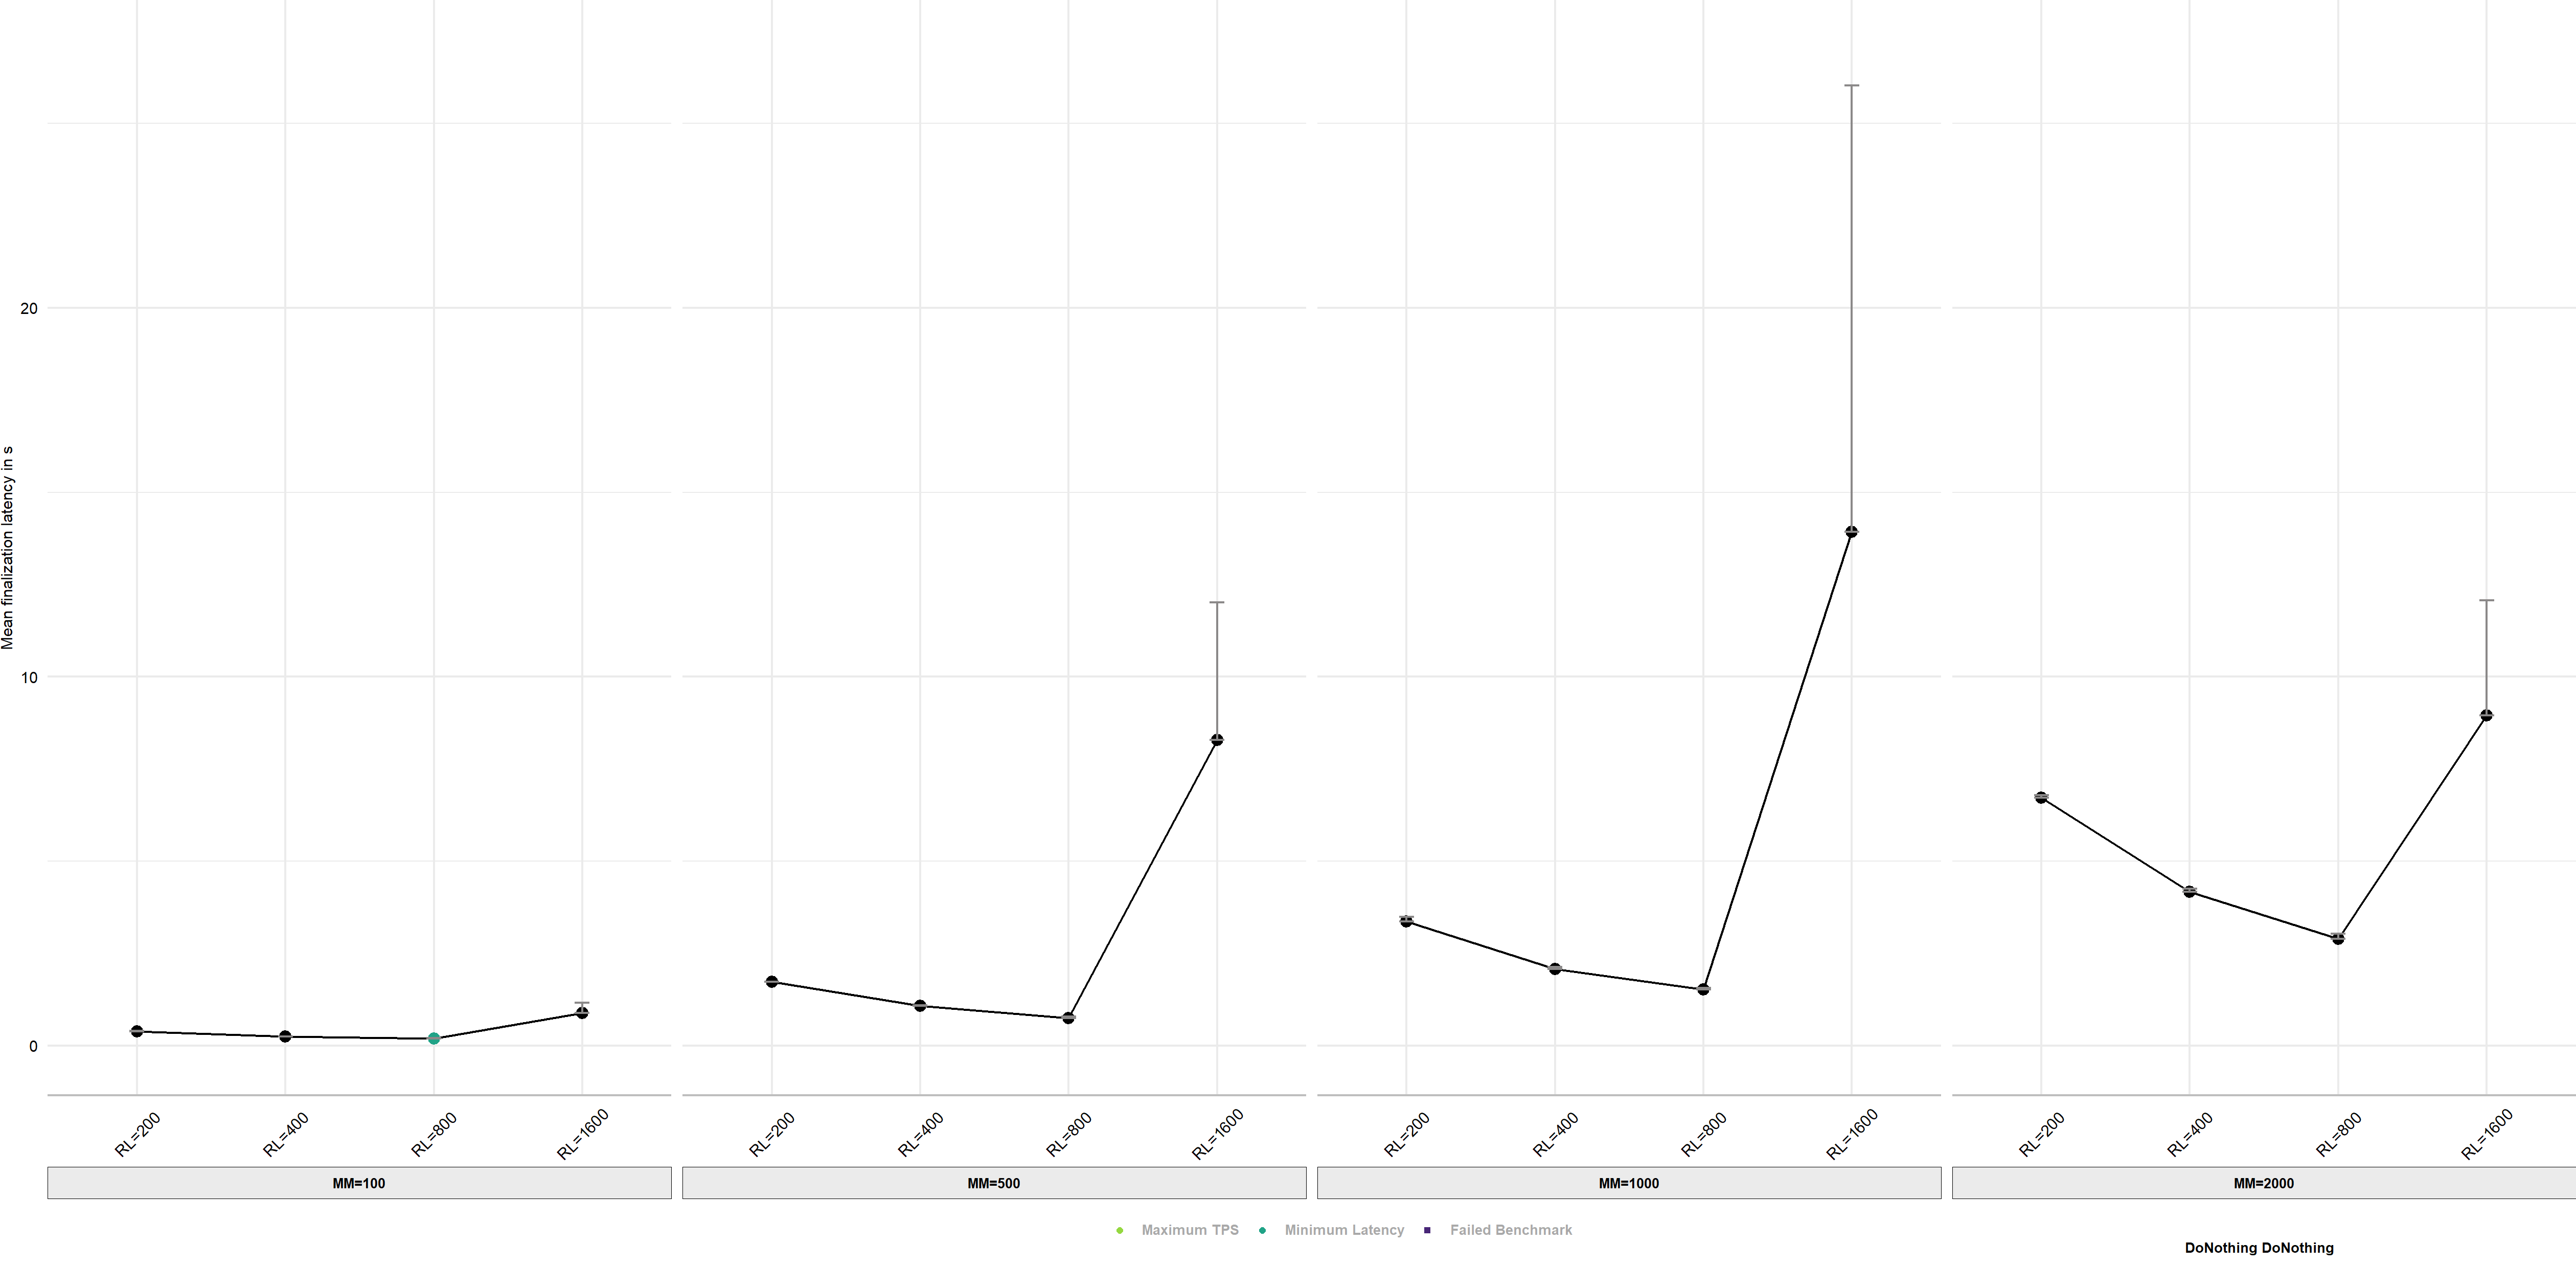 Mean finalization latency in s
20
10
0
RL=200 RL=400 RL=800 RL=1600 RL=200 RL=400 RL=800 RL=1600 RL=200 RL=400 RL=800 RL=1600 RL=200 RL=400 RL=800 RL=1600
MM=100 MM=500 MM=1000 MM=2000
Maximum TPS Minimum Latency Failed Benchmark
DoNothing DoNothing